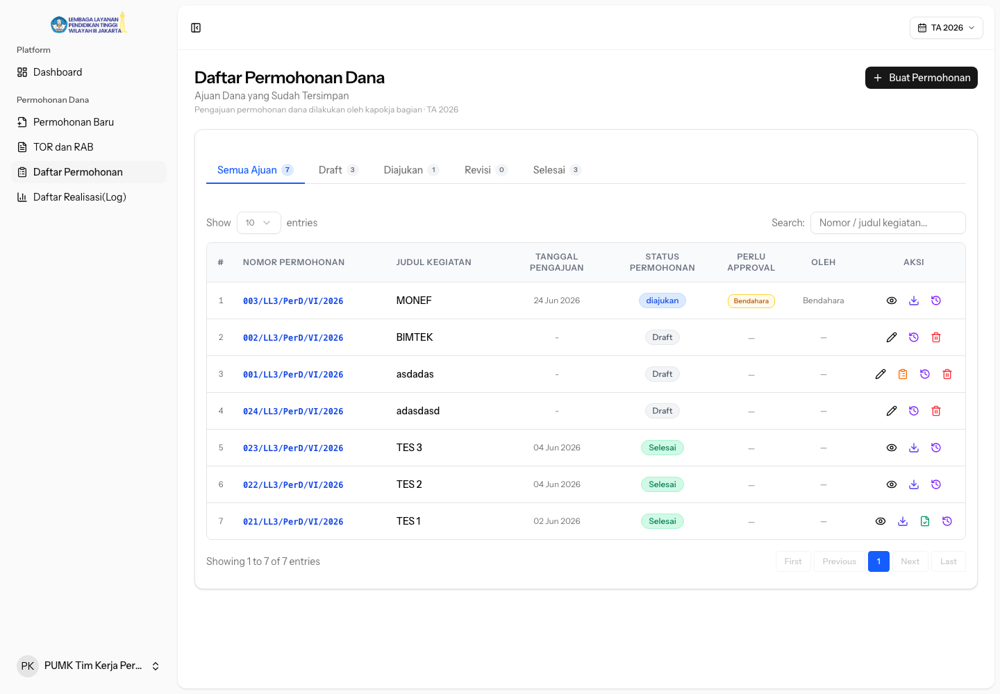 LEMBAGA LAYANAN
PENDIDIKAN TINGGI
WILAYAH III JAKARTA
Platform
Dashboard
Permohonan Dana
Permohonan Baru
TOR dan RAB
Daftar Permohonan
Daftar Realisasi(Log)
PK PUMK Tim Kerja Per...
TA 2026
Daftar Permohonan Dana
Buat Permohonan
Ajuan Dana yang Sudah Tersimpan
Pengajuan permohonan dana dilakukan oleh kapokja bagian · TA 2026
Semua Ajuan 7 Draft 3 Diajukan 1 Revisi 0 Selesai 3
Show 10 entries Search: Nomor / judul kegiatan...
# NOMOR PERMOHONAN JUDUL KEGIATAN TANGGAL PENGAJUAN STATUS PERMOHONAN PERLU APPROVAL OLEH AKSI
1 003/LL3/PerD/VI/2026 MONEF 24 Jun 2026 diajukan Bendahara Bendahara
2 002/LL3/PerD/VI/2026 BIMTEK - Draft — —
3 001/LL3/PerD/VI/2026 asdadas - Draft — —
4 024/LL3/PerD/VI/2026 adasdasd - Draft — —
5 023/LL3/PerD/VI/2026 TES 3 04 Jun 2026 Selesai — —
6 022/LL3/PerD/VI/2026 TES 2 04 Jun 2026 Selesai — —
7 021/LL3/PerD/VI/2026 TES 1 02 Jun 2026 Selesai — —
Showing 1 to 7 of 7 entries First Previous 1 Next Last